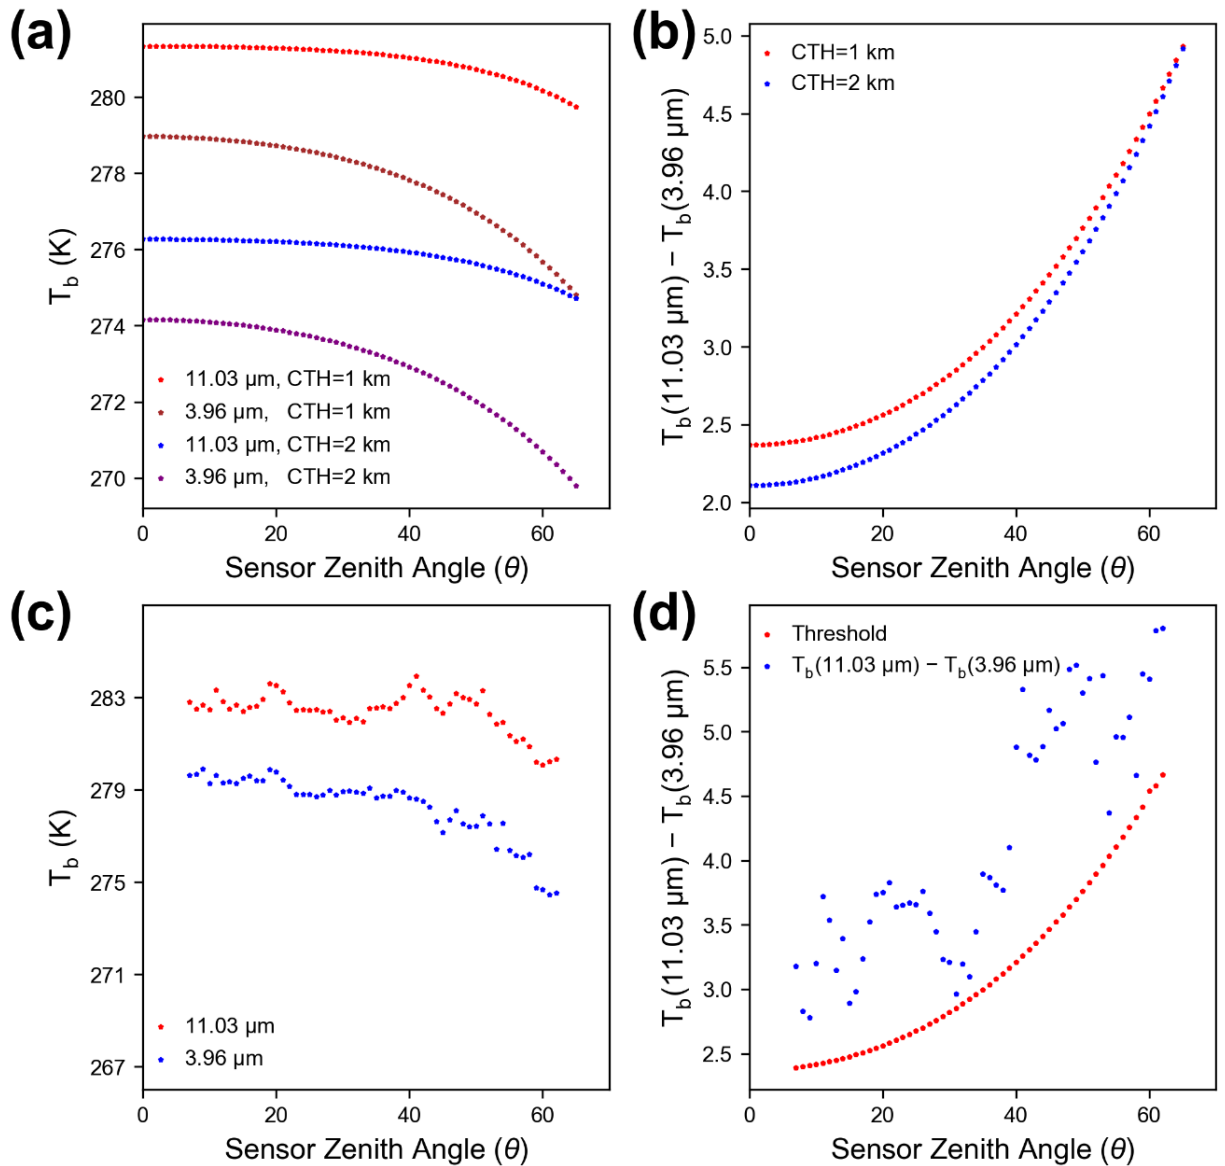 (a)
280
278
276
274
272
270
T_b (K)
11.03 µm, CTH=1 km
3.96 µm, CTH=1 km
11.03 µm, CTH=2 km
3.96 µm, CTH=2 km
0 20 40 60
Sensor Zenith Angle (θ)
(b)
5.0
4.5
4.0
3.5
3.0
2.5
2.0
T_b(11.03 µm) − T_b(3.96 µm)
CTH=1 km
CTH=2 km
0 20 40 60
Sensor Zenith Angle (θ)
(c)
283
279
275
271
267
T_b (K)
11.03 µm
3.96 µm
0 20 40 60
Sensor Zenith Angle (θ)
(d)
5.5
5.0
4.5
4.0
3.5
3.0
2.5
T_b(11.03 µm) − T_b(3.96 µm)
Threshold
T_b(11.03 µm) − T_b(3.96 µm)
0 20 40 60
Sensor Zenith Angle (θ)